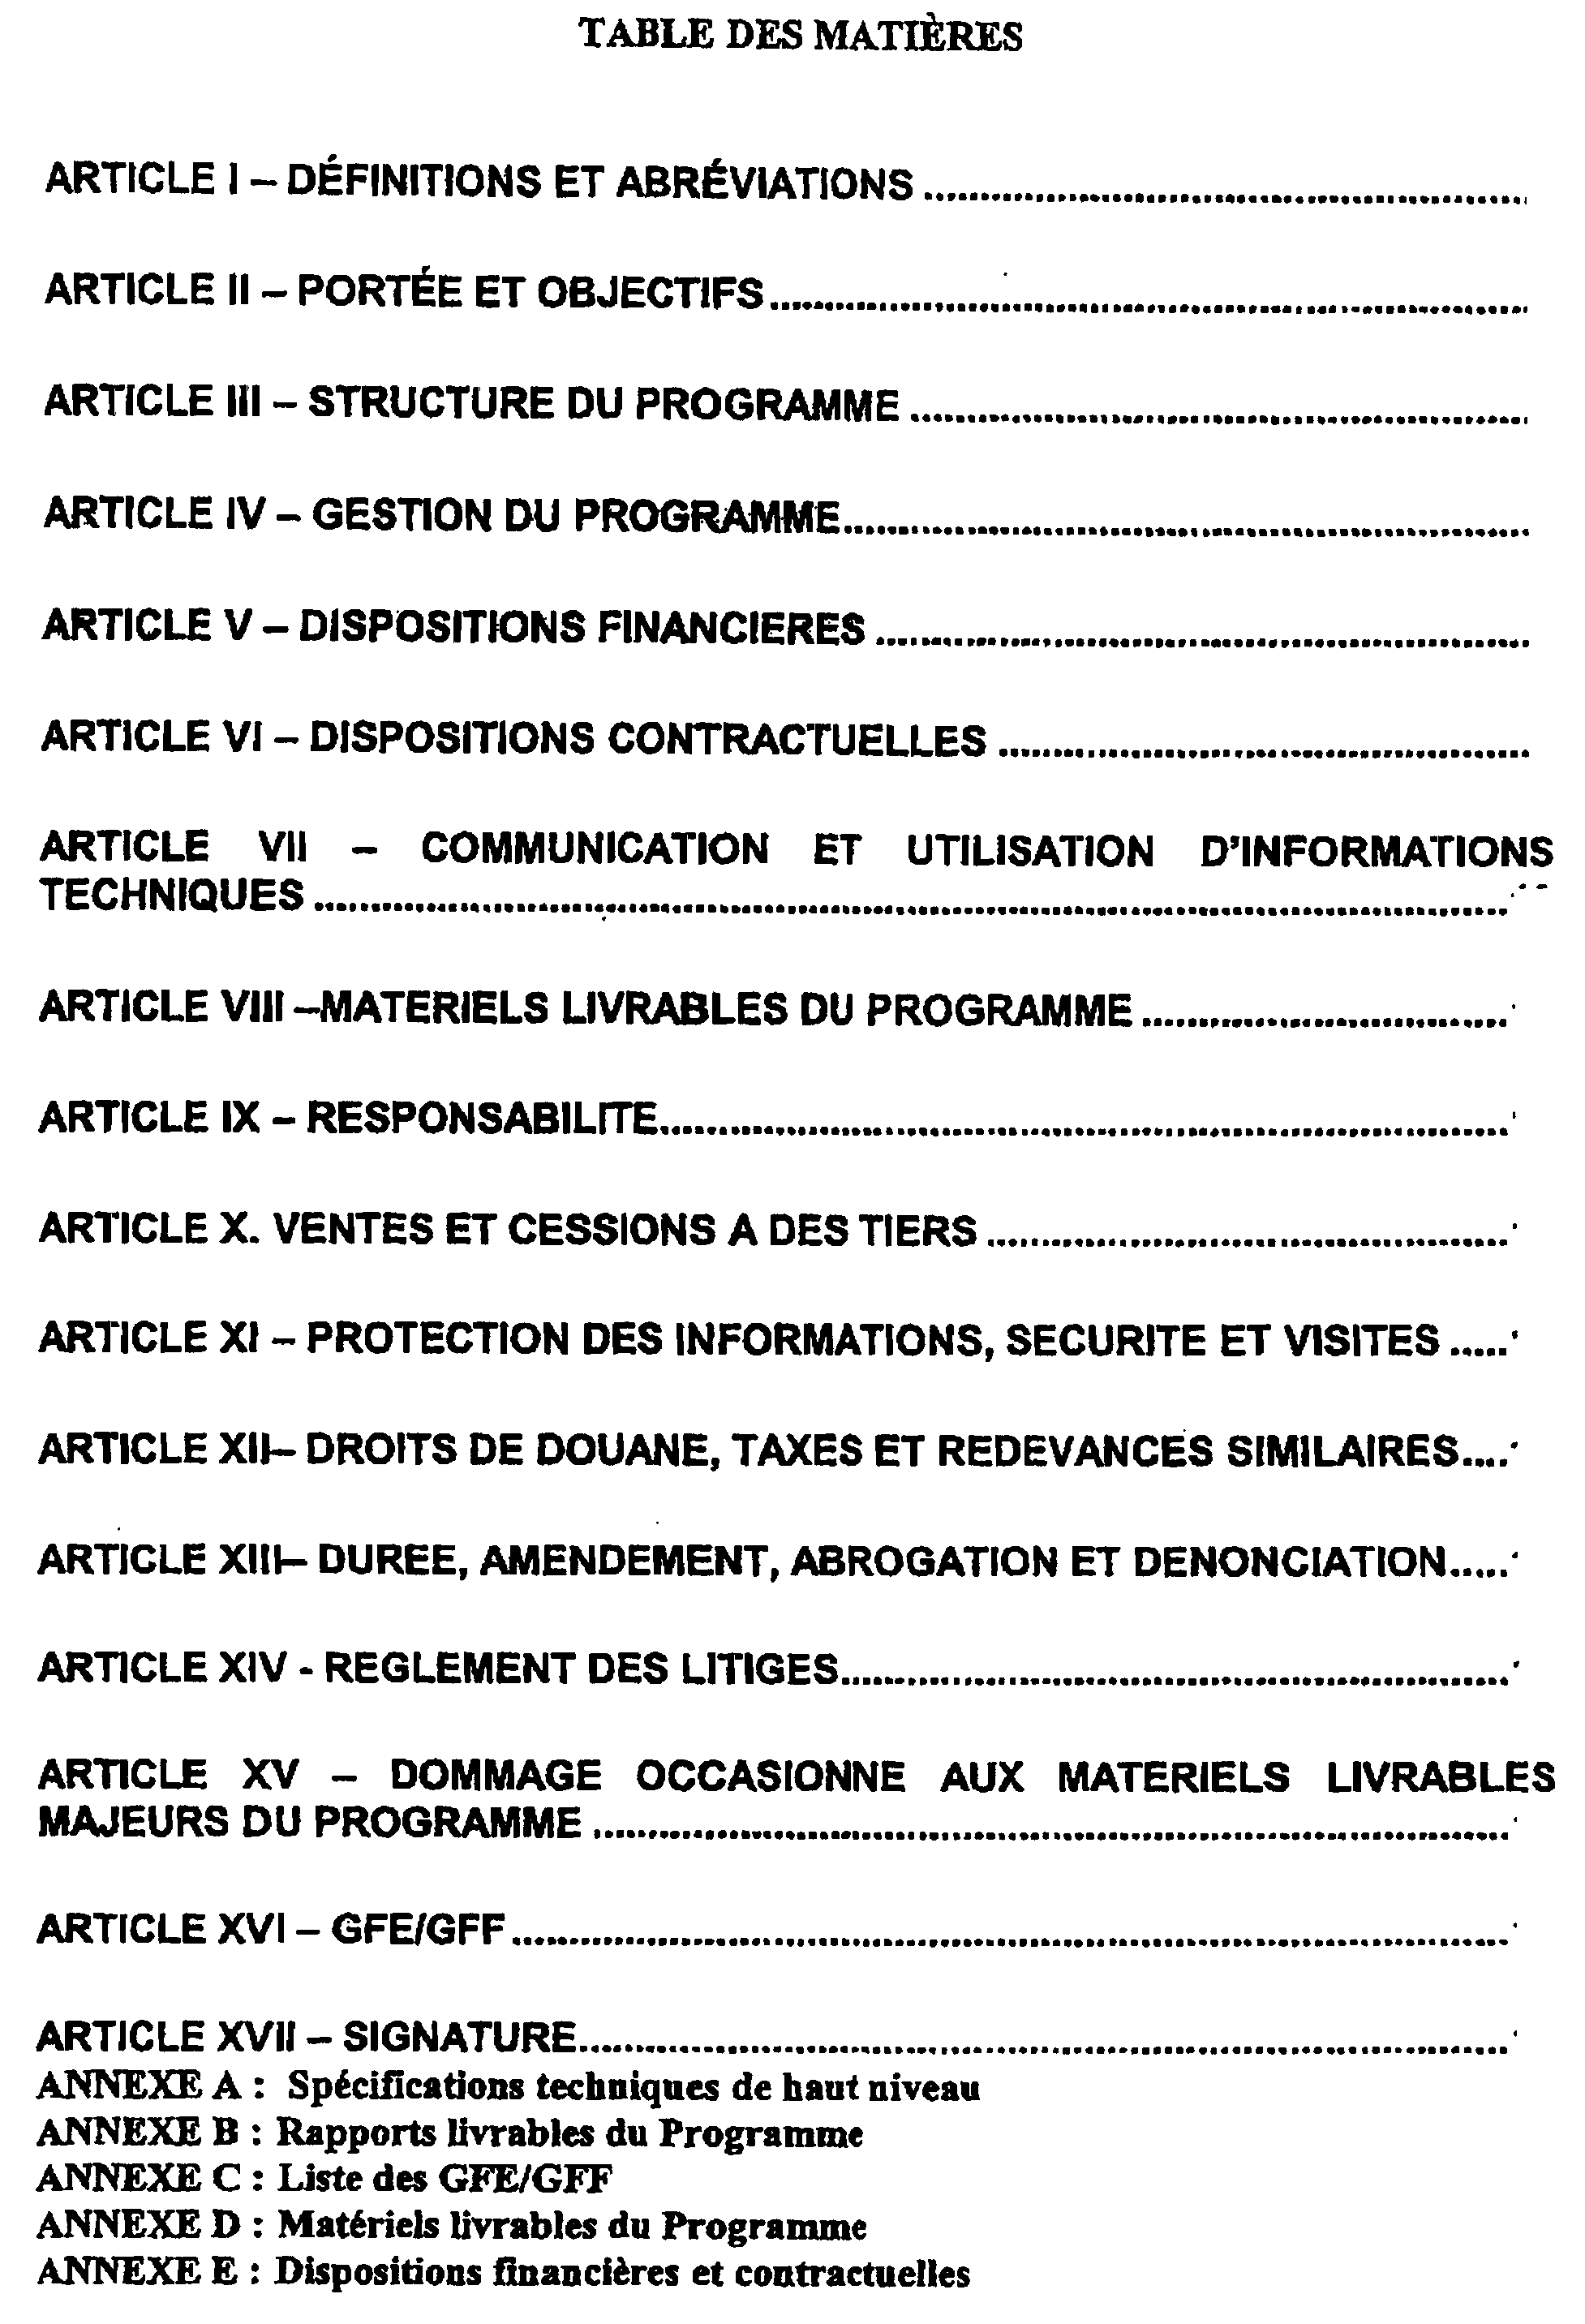 TABLE DES MATIÈRES
ARTICLE I – DÉFINITIONS ET ABRÉVIATIONS ........................................................
ARTICLE II – PORTÉE ET OBJECTIFS ........................................................
ARTICLE III – STRUCTURE DU PROGRAMME ........................................................
ARTICLE IV – GESTION DU PROGRAMME ........................................................
ARTICLE V – DISPOSITIONS FINANCIERES ........................................................
ARTICLE VI – DISPOSITIONS CONTRACTUELLES ........................................................
ARTICLE VII – COMMUNICATION ET UTILISATION D'INFORMATIONS
TECHNIQUES ........................................................
ARTICLE VIII –MATERIELS LIVRABLES DU PROGRAMME ........................................
ARTICLE IX – RESPONSABILITE........................................................
ARTICLE X. VENTES ET CESSIONS A DES TIERS ........................................................
ARTICLE XI – PROTECTION DES INFORMATIONS, SECURITE ET VISITES .....
ARTICLE XII– DROITS DE DOUANE, TAXES ET REDEVANCES SIMILAIRES....
ARTICLE XIII– DUREE, AMENDEMENT, ABROGATION ET DENONCIATION.....
ARTICLE XIV - REGLEMENT DES LITIGES........................................................
ARTICLE XV – DOMMAGE OCCASIONNE AUX MATERIELS LIVRABLES
MAJEURS DU PROGRAMME ........................................................
ARTICLE XVI – GFE/GFF ........................................................
ARTICLE XVII – SIGNATURE........................................................
ANNEXE A : Spécifications techniques de haut niveau
ANNEXE B : Rapports livrables du Programme
ANNEXE C : Liste des GFE/GFF
ANNEXE D : Matériels livrables du Programme
ANNEXE E : Dispositions financières et contractuelles